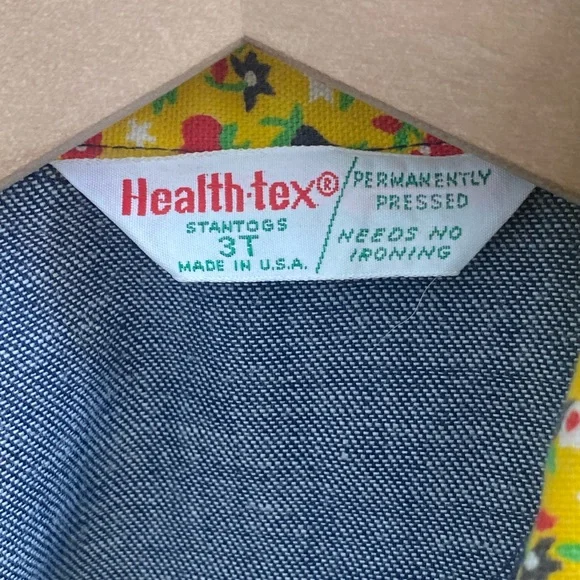 Health-tex®
STANTOGS
3T
MADE IN U.S.A.
PERMANENTLY
PRESSED
NEEDS NO
IRONING